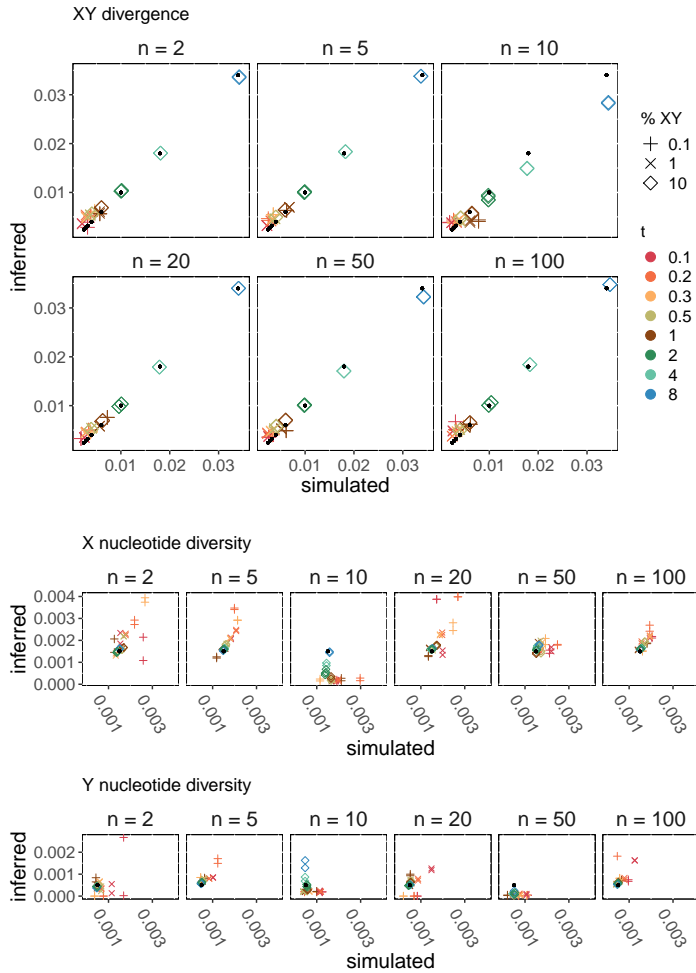 XY divergence
n = 2
n = 5
n = 10
0.03
0.02
0.01
n = 20
n = 50
n = 100
0.03
0.02
0.01
inferred
0.01
0.02
0.03
0.01
0.02
0.03
0.01
0.02
0.03
simulated
% XY
0.1
1
10
t
0.1
0.2
0.3
0.5
1
2
4
8
X nucleotide diversity
n = 2
n = 5
n = 10
n = 20
n = 50
n = 100
inferred
0.004
0.003
0.002
0.001
0.000
0.001
0.003
0.001
0.003
0.001
0.003
0.001
0.003
0.001
0.003
0.001
0.003
simulated
Y nucleotide diversity
n = 2
n = 5
n = 10
n = 20
n = 50
n = 100
inferred
0.002
0.001
0.000
0.001
0.003
0.001
0.003
0.001
0.003
0.001
0.003
0.001
0.003
0.001
0.003
simulated